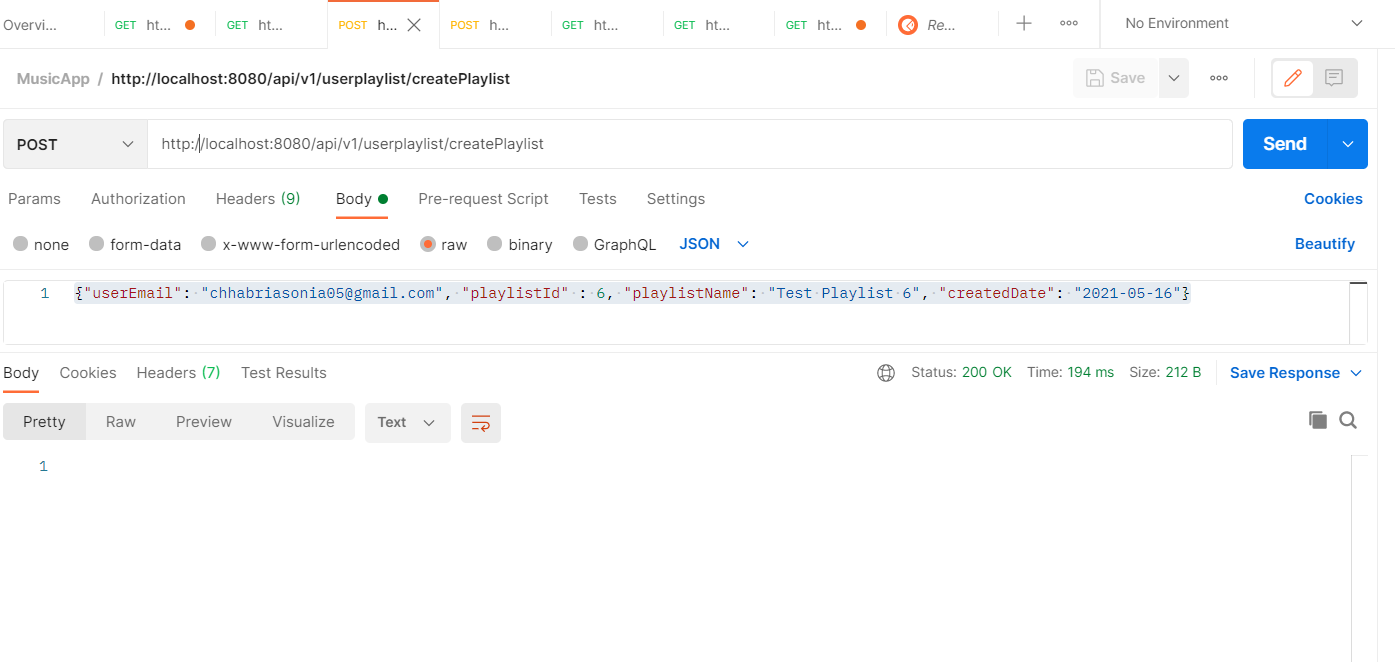 Overvi... GET ht... GET ht... POST h... POST h... GET ht... GET ht... GET ht... Re... No Environment
MusicApp / http://localhost:8080/api/v1/userplaylist/createPlaylist Save
POST http://localhost:8080/api/v1/userplaylist/createPlaylist Send
Params Authorization Headers (9) Body Pre-request Script Tests Settings Cookies
none form-data x-www-form-urlencoded raw binary GraphQL JSON Beautify
1 {"userEmail": "chhabriasonia05@gmail.com", "playlistId" : 6, "playlistName": "Test Playlist 6", "createdDate": "2021-05-16"}
Body Cookies Headers (7) Test Results Status: 200 OK Time: 194 ms Size: 212 B Save Response
Pretty Raw Preview Visualize Text
1